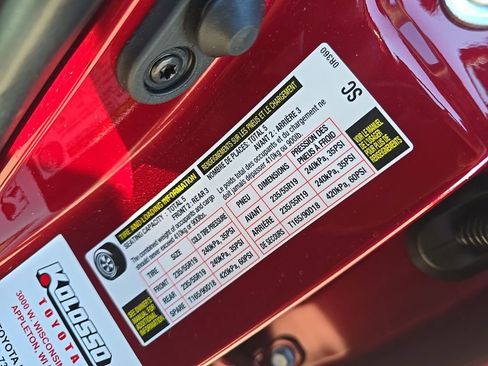 0R360
TIRE AND LOADING INFORMATION
SEATING CAPACITY : TOTAL 5
FRONT 2 : REAR 3
The combined weight of occupants and cargo
should never exceed 410kg or 900lbs.
TIRE SIZE COLD TIRE PRESSURE
FRONT 235/55R19 240kPa, 35PSI
REAR 235/55R19 240kPa, 35PSI
SPARE T165/90D18 420kPa, 60PSI
SEE OWNER'S
MANUAL FOR
ADDITIONAL
INFORMATION
RENSEIGNEMENTS SUR LES PNEUS ET LE CHARGEMENT
NOMBRE DE PLACES: TOTAL 5
AVANT 2 : ARRIÈRE 3
Le poids total des occupants et du chargement ne
doit jamais dépasser 410kg ou 900lb.
PNEU DIMENSIONS PRESSION DES
PNEUS À FROID
AVANT 235/55R19 240kPa, 35PSI
ARRIÈRE 235/55R19 240kPa, 35PSI
DE SECOURS T165/90D18 420kPa, 60PSI
VOIR LE MANUEL
DE L'USAGER
POUR PLUS DE
RENSEIGNEMENTS
KOLOSSO
TOYOTA
3000 W. WISCONSIN
APPLETON, WI
TOYOTA